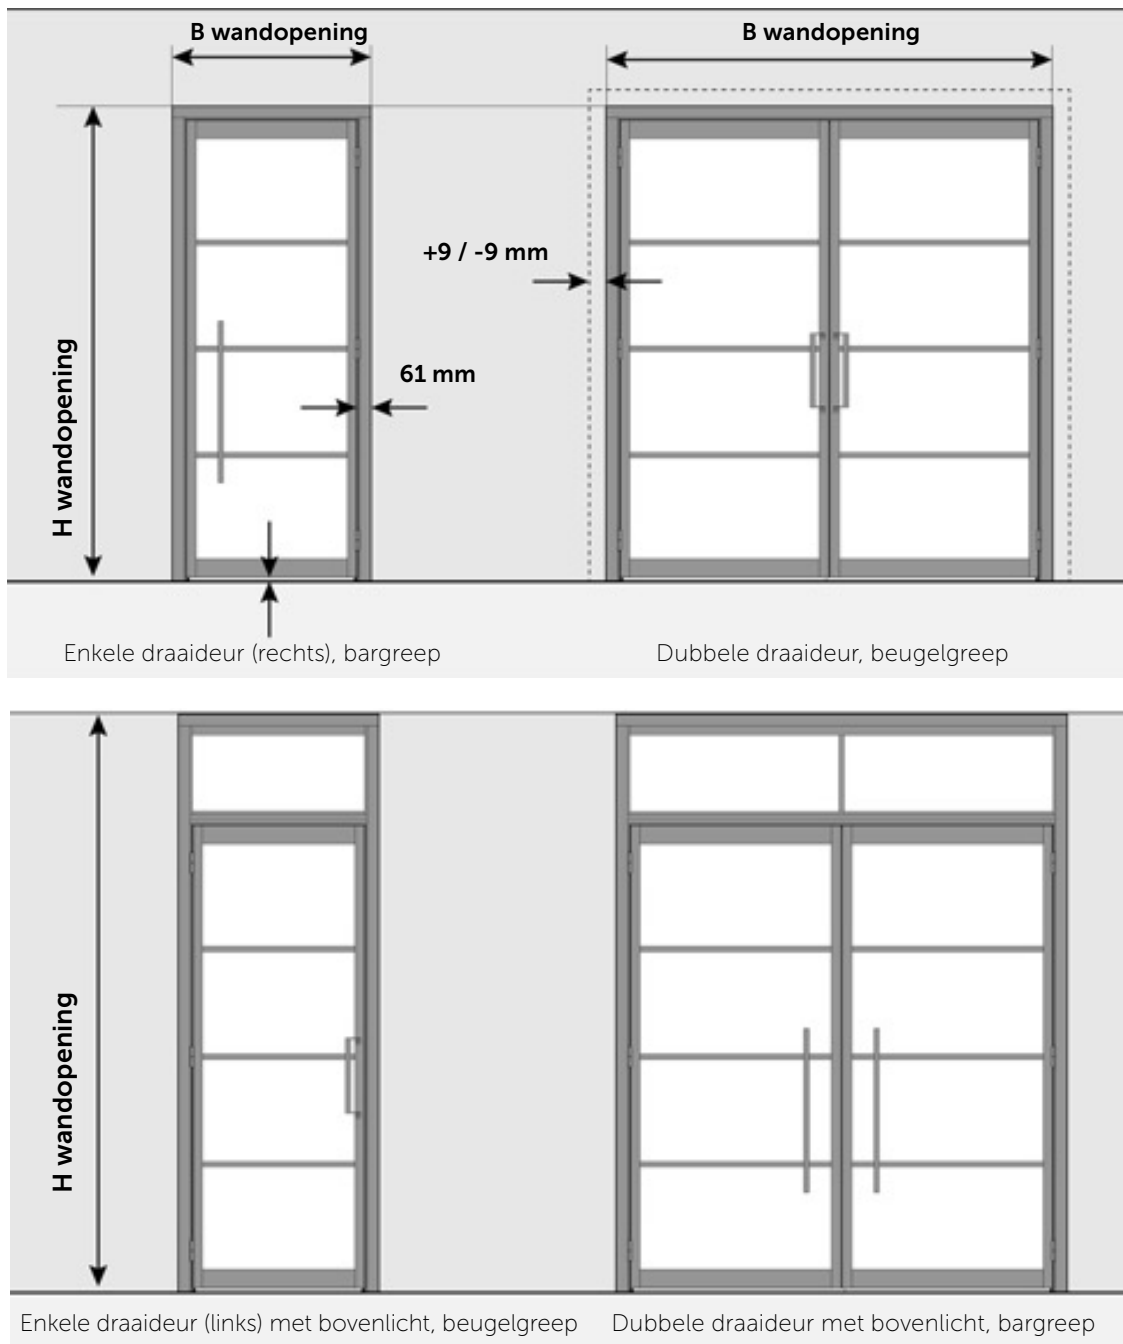 B wandopening
B wandopening
+9 / -9 mm
61 mm
H wandopening
Enkele draaideur (rechts), bargreep
Dubbele draaideur, beugelgreep
H wandopening
Enkele draaideur (links) met bovenlicht, beugelgreep
Dubbele draaideur met bovenlicht, bargreep